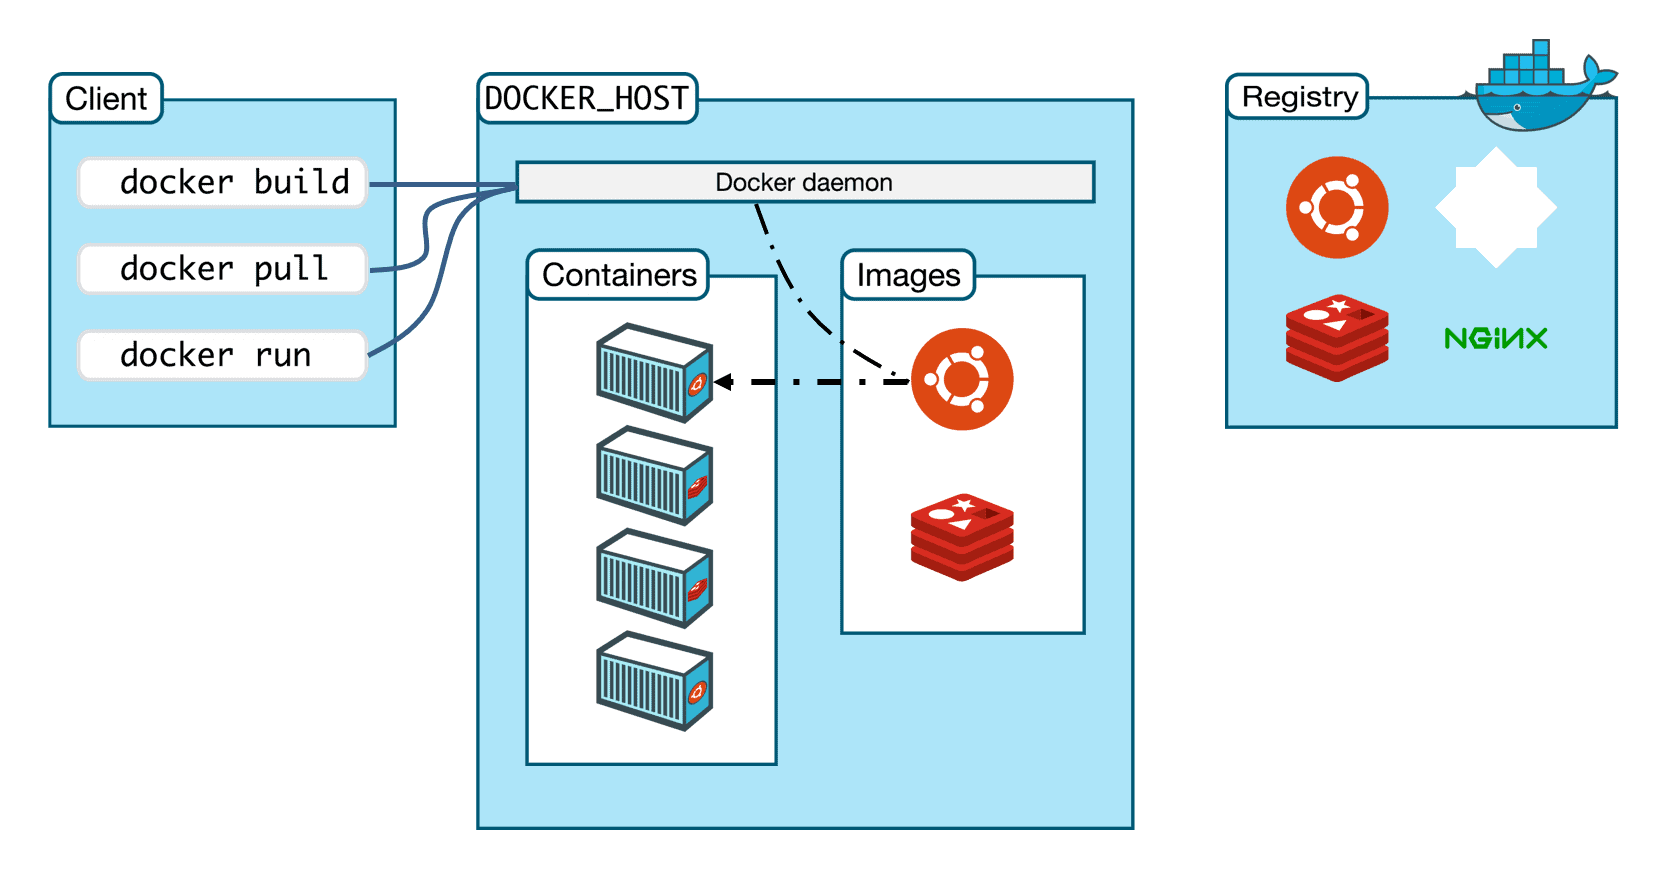 Client
docker build
docker pull
docker run
DOCKER_HOST
Docker daemon
Containers
Images
Registry
NGiNX